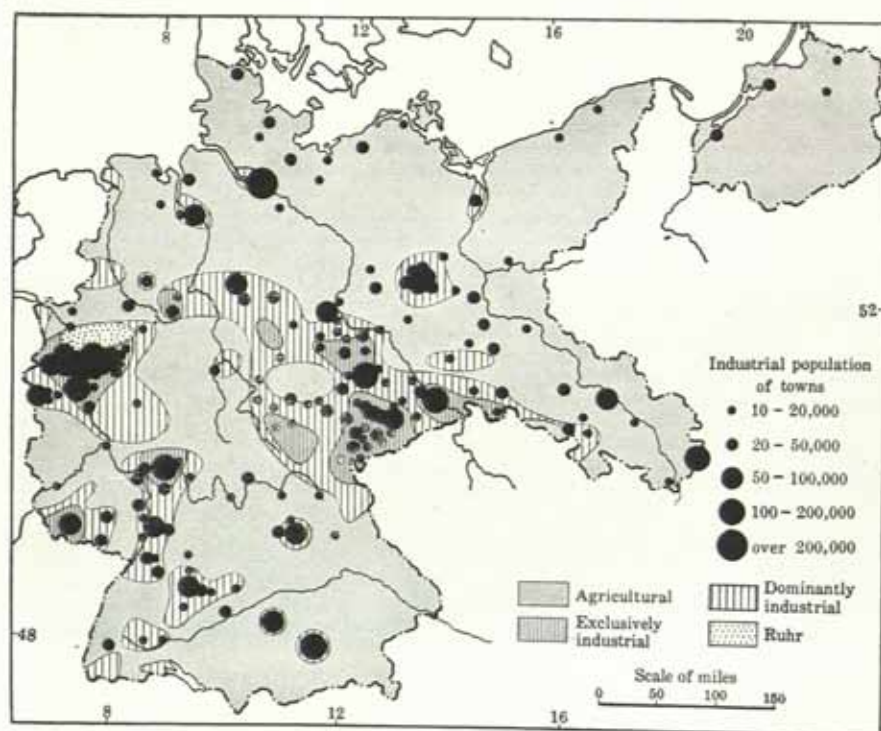 8
12
16
20
52
Industrial population
of towns
10 – 20,000
20 – 50,000
50 – 100,000
100 – 200,000
over 200,000
Agricultural
Dominantly
industrial
Exclusively
industrial
Ruhr
48
Scale of miles
0 50 100 150
8
12
16